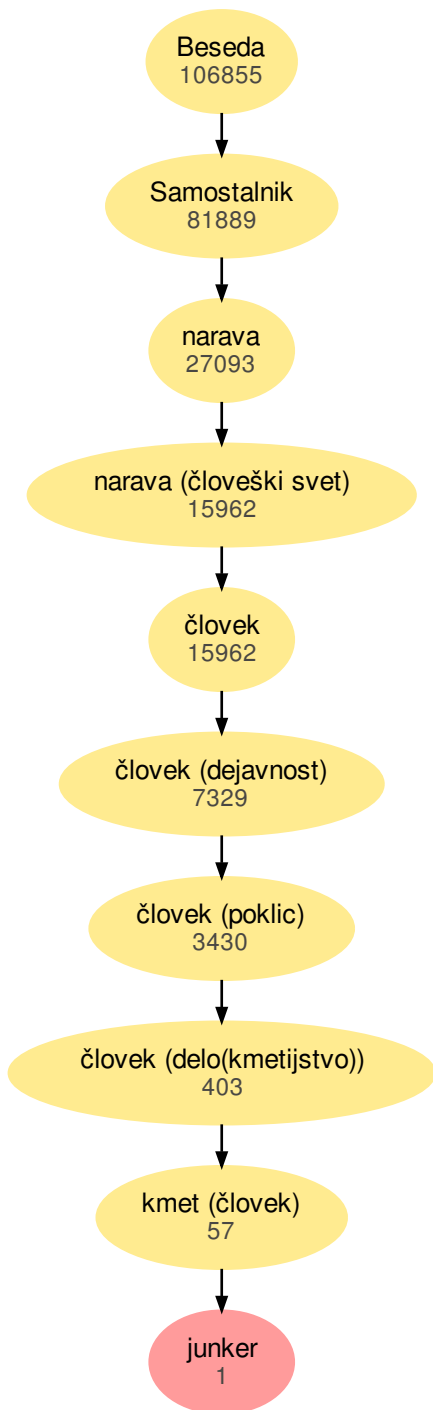 Beseda
106855
Samostalnik
81889
narava
27093
narava (človeški svet)
15962
človek
15962
človek (dejavnost)
7329
človek (poklic)
3430
človek (delo(kmetijstvo))
403
kmet (človek)
57
junker
1